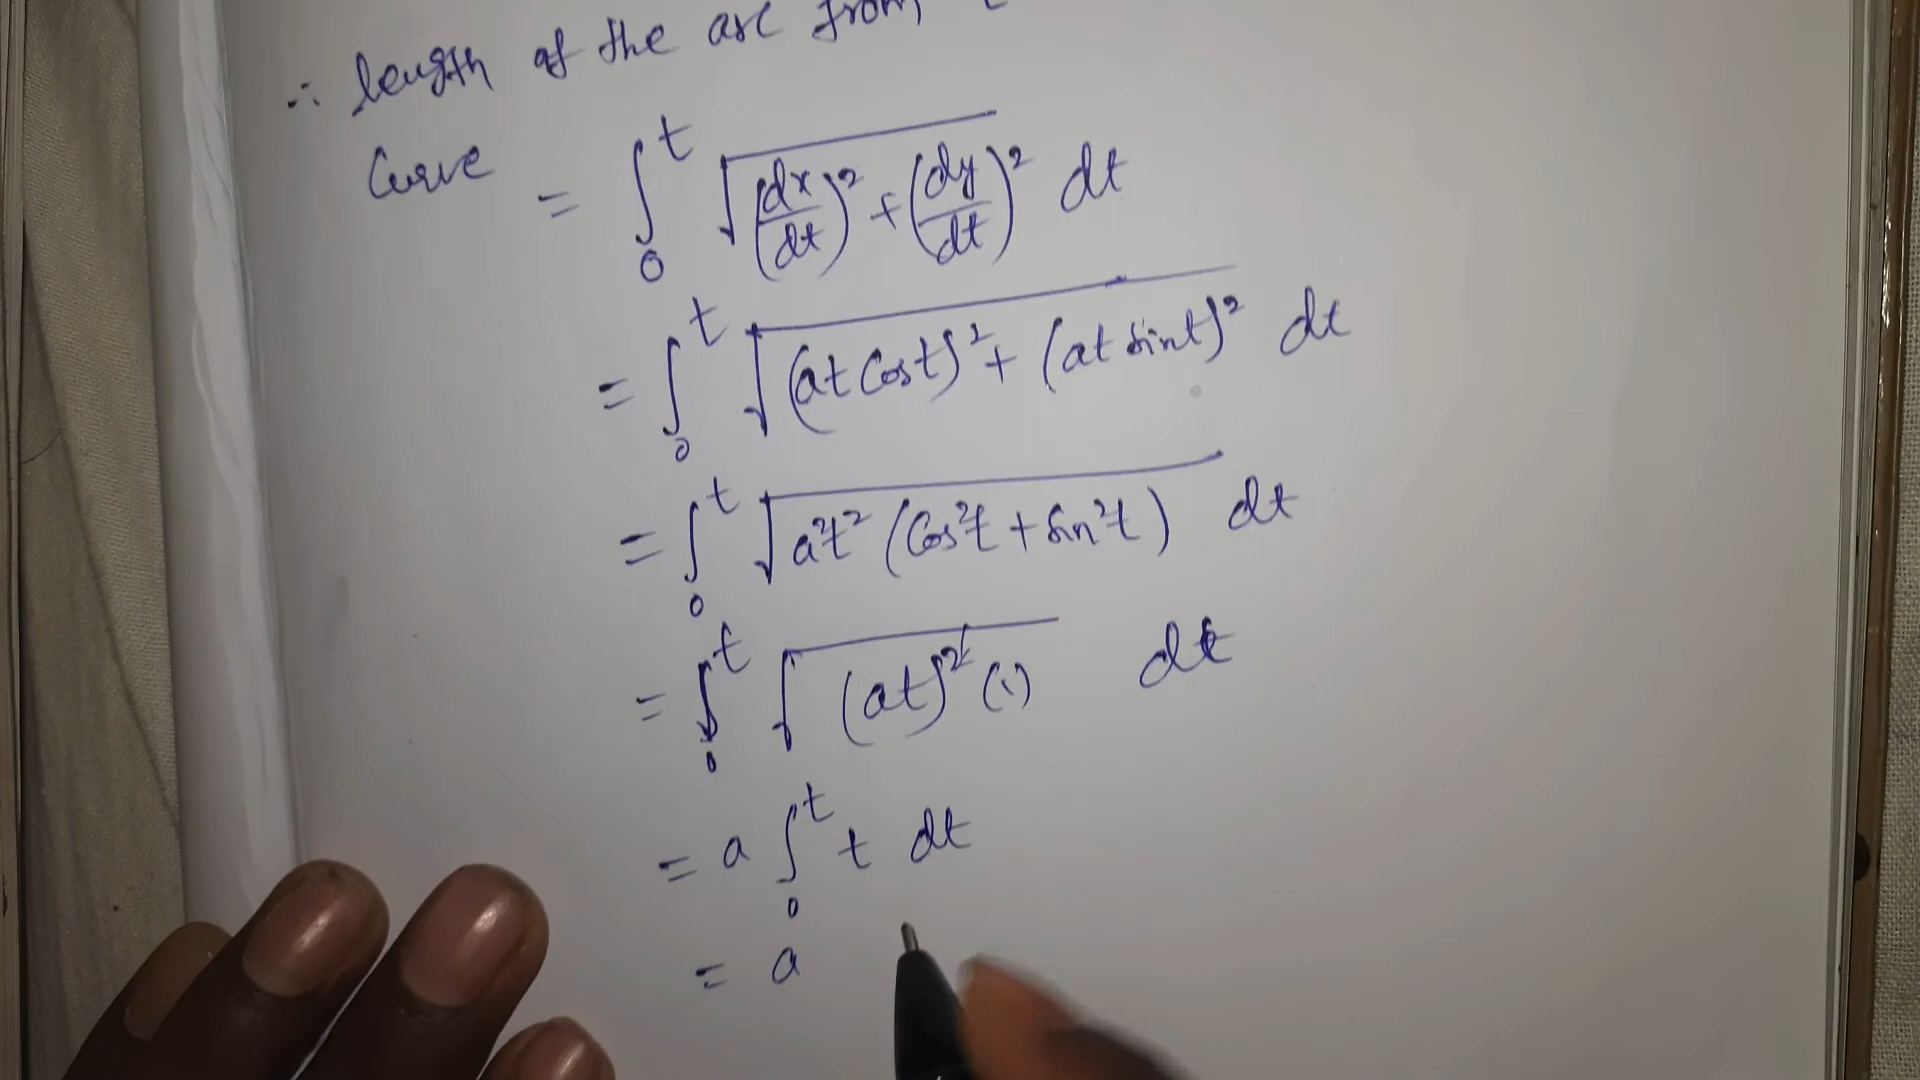 ∴ length of the arc from
Curve = ∫₀ᵗ √((dx/dt)² + (dy/dt)²) dt
= ∫₀ᵗ √((at Cost)² + (at sint)²) dt
= ∫₀ᵗ √(a²t² (Cos²t + Sin²t)) dt
= ∫₀ᵗ √((at)² (1)) dt
= a ∫₀ᵗ t dt
= a